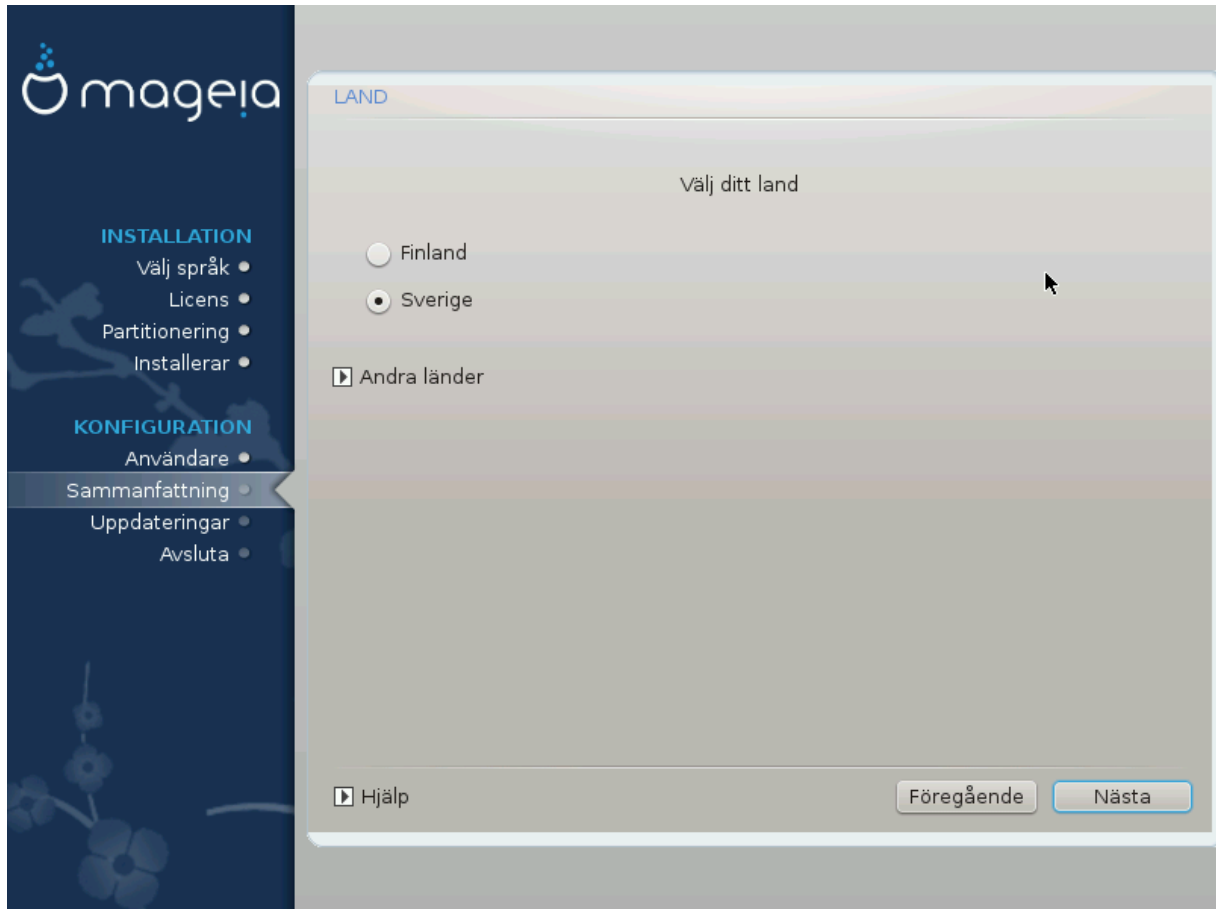 mageia
INSTALLATION
Välj språk
Licens
Partitionering
Installerar
KONFIGURATION
Användare
Sammanfattning
Uppdateringar
Avsluta
LAND
Välj ditt land
Finland
Sverige
Andra länder
Hjälp
Föregående
Nästa